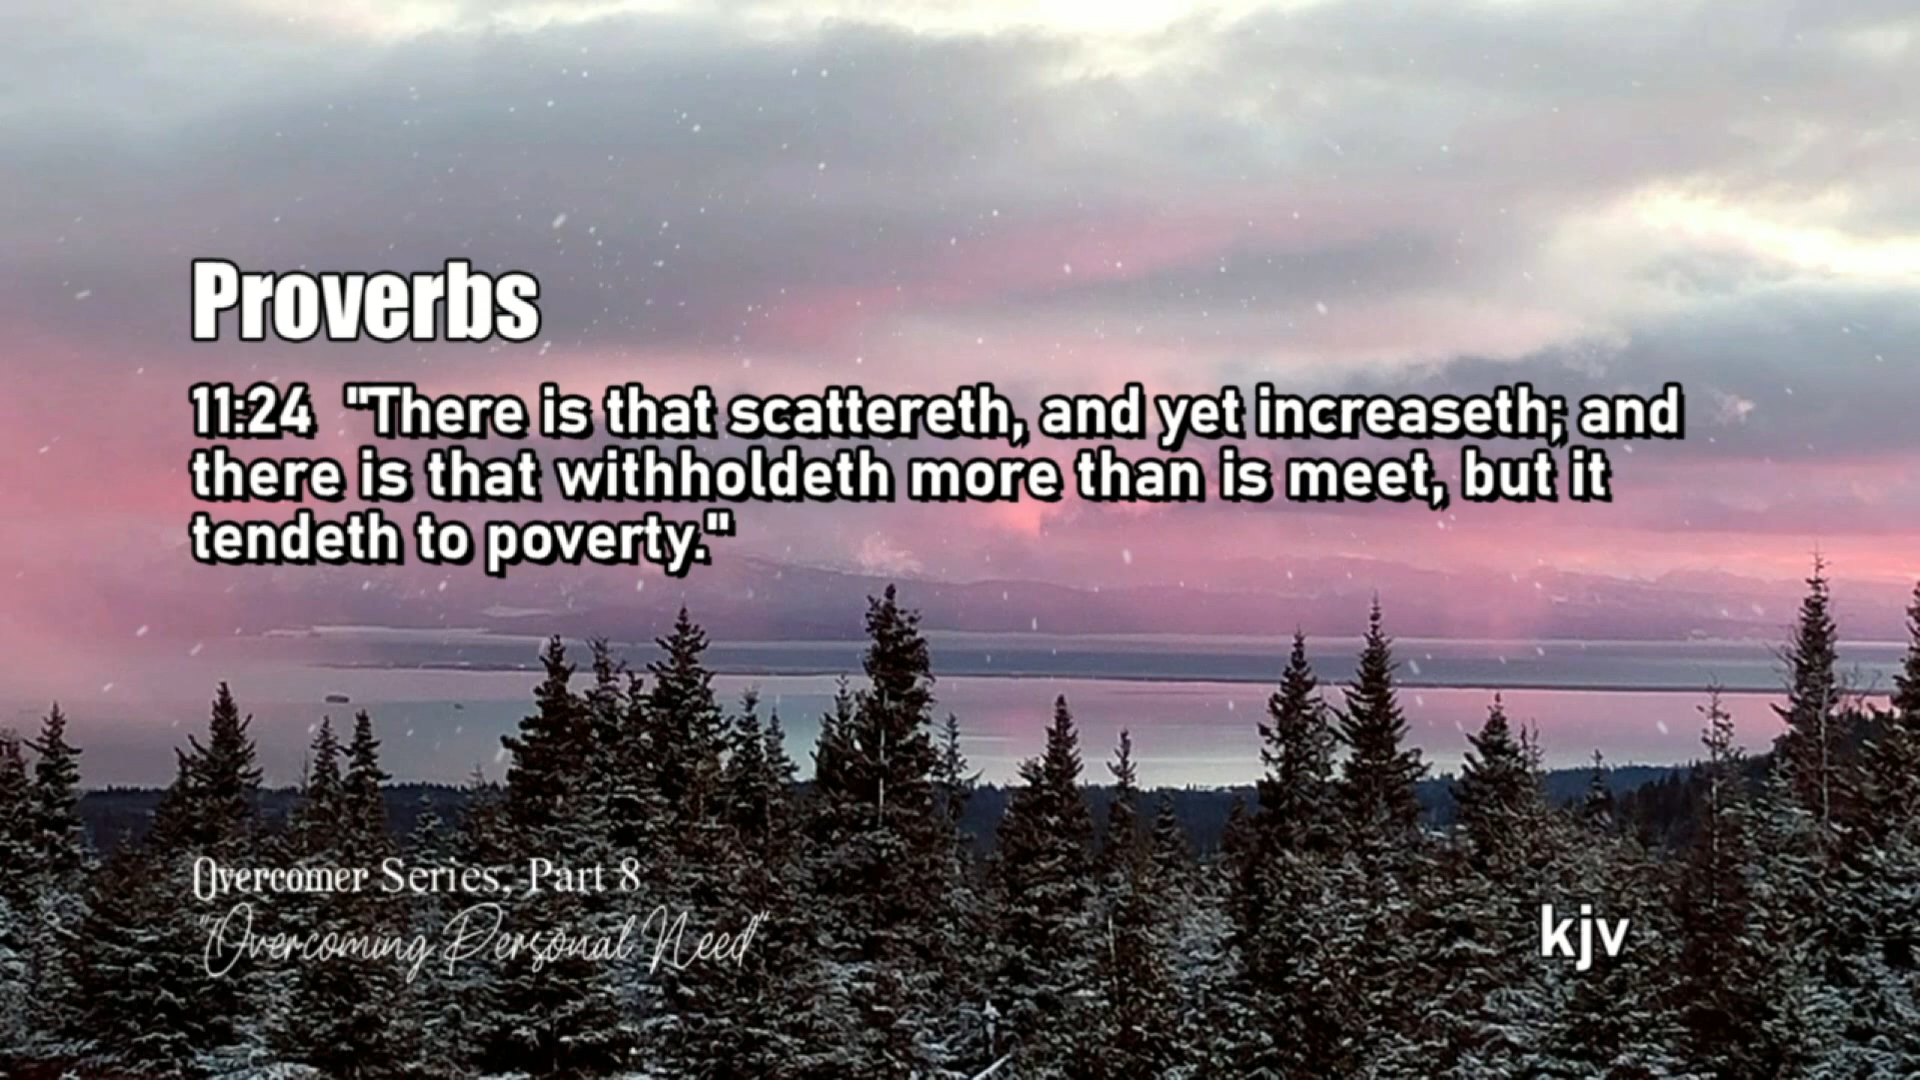 Proverbs
11:24 "There is that scattereth, and yet increaseth; and
there is that withholdeth more than is meet, but it
tendeth to poverty."
Overcomer Series, Part 8
"Overcoming Personal Need"
kjv